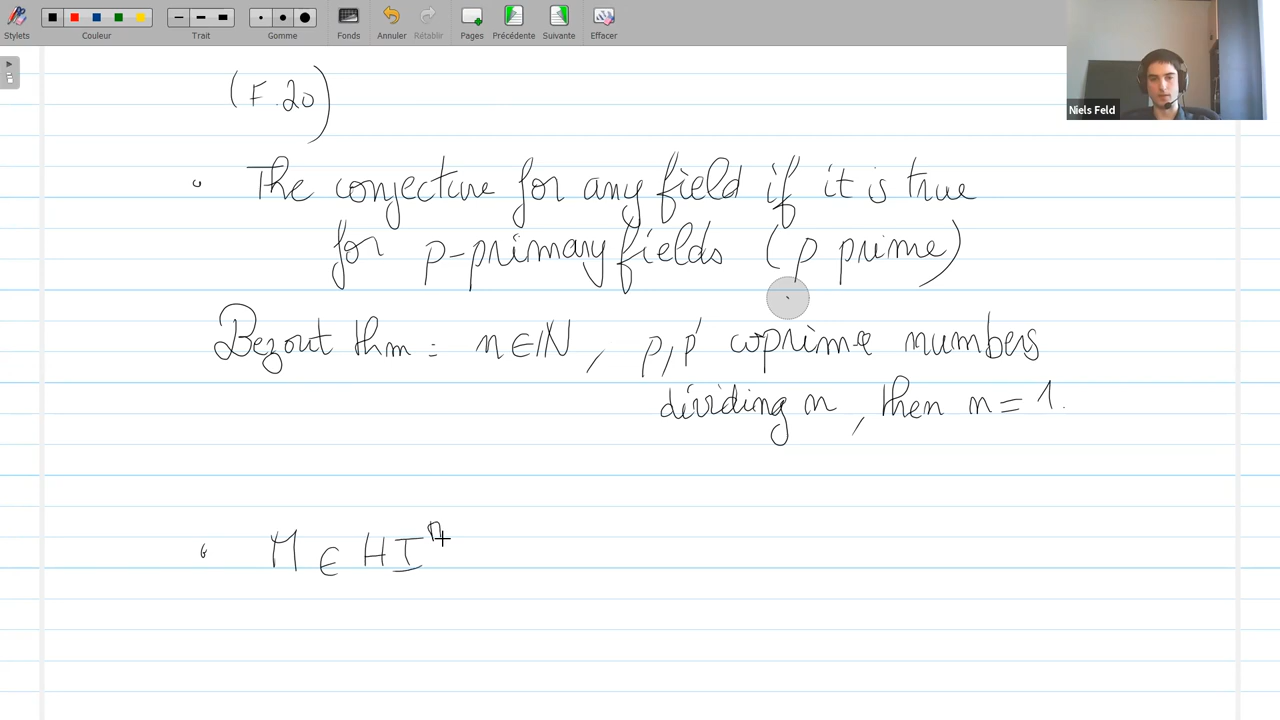 Stylets Couleur Trait Gomme Fonds Annuler Rétablir Pages Précédente Suivante Effacer
Niels Feld
(F.20)
The conjecture for any field if it is true
for p-primary fields (p prime)
Bezout thm : n ∈ ℕ, p, p' coprime numbers
dividing n, then n = 1.
M ∈ HI